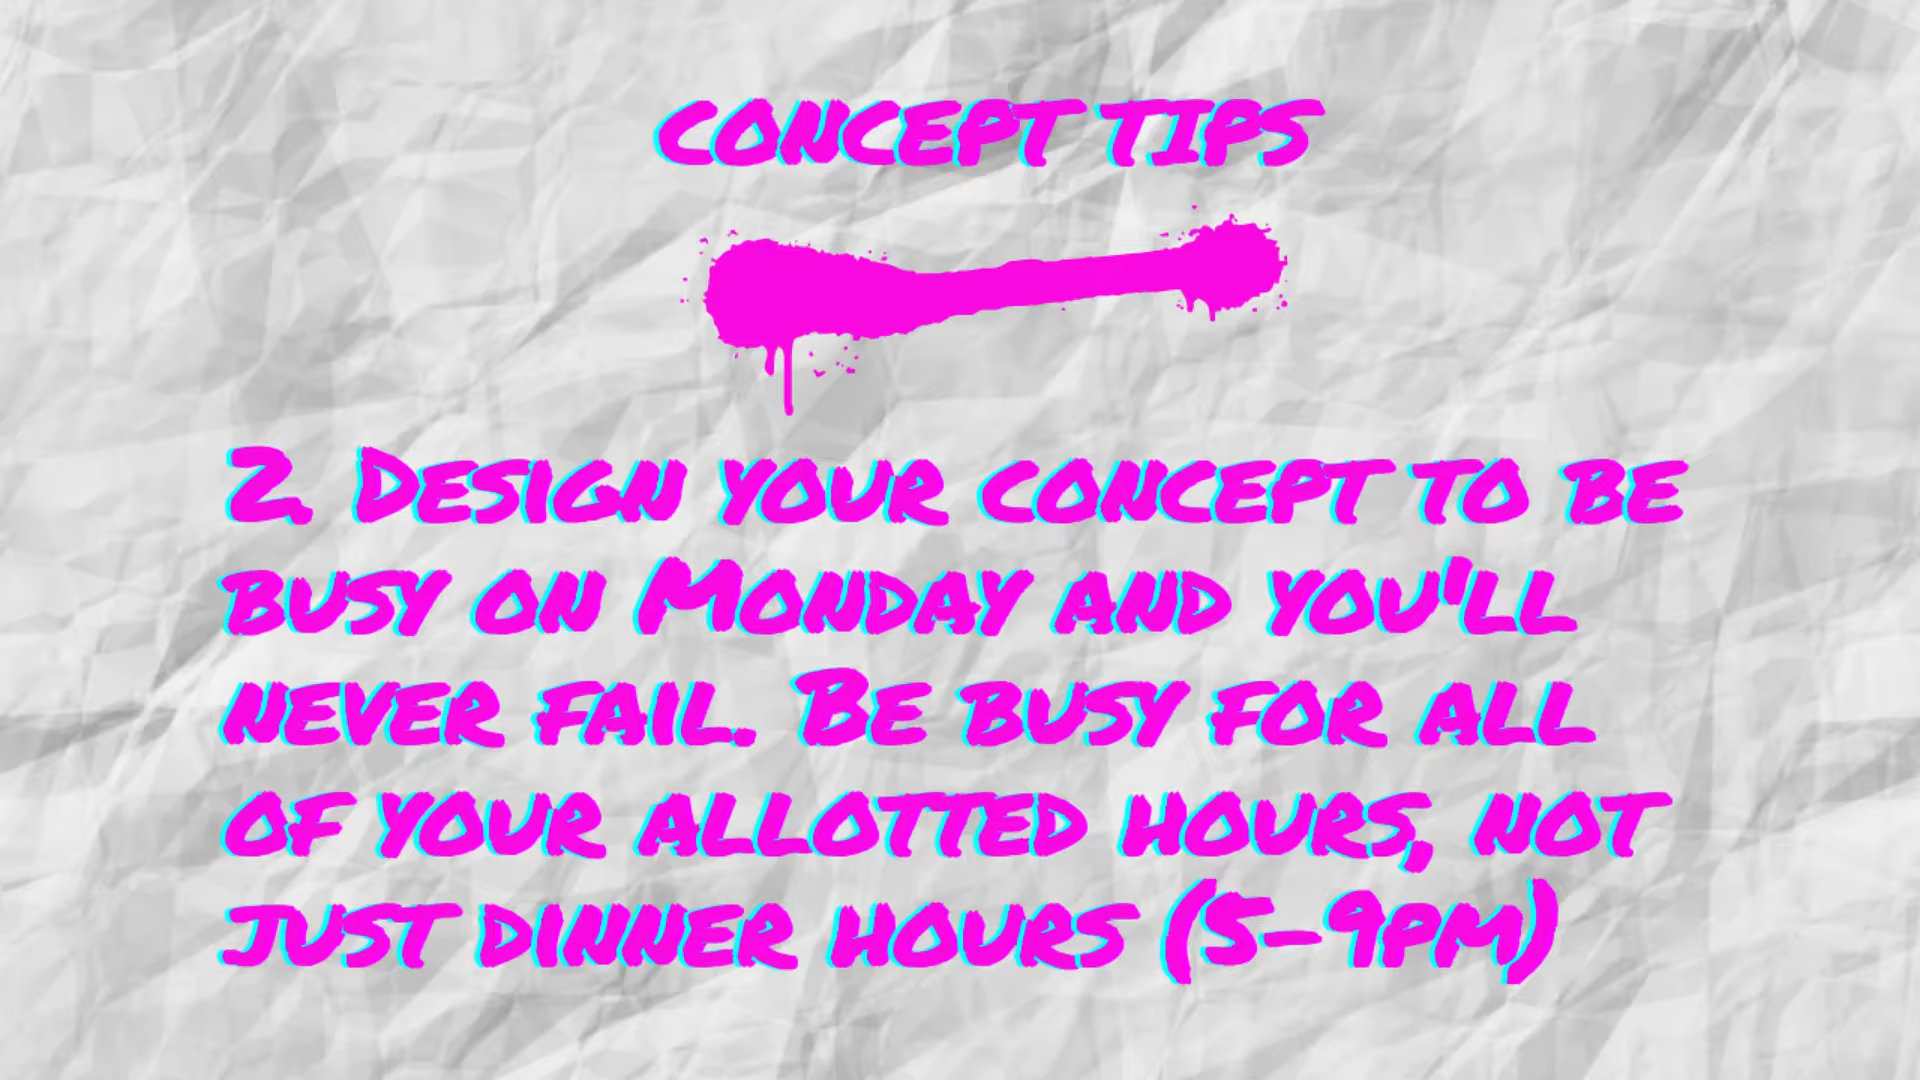 CONCEPT TIPS
2. DESIGN YOUR CONCEPT TO BE
BUSY ON MONDAY AND YOU'LL
NEVER FAIL. BE BUSY FOR ALL
OF YOUR ALLOTTED HOURS, NOT
JUST DINNER HOURS (5-9PM)